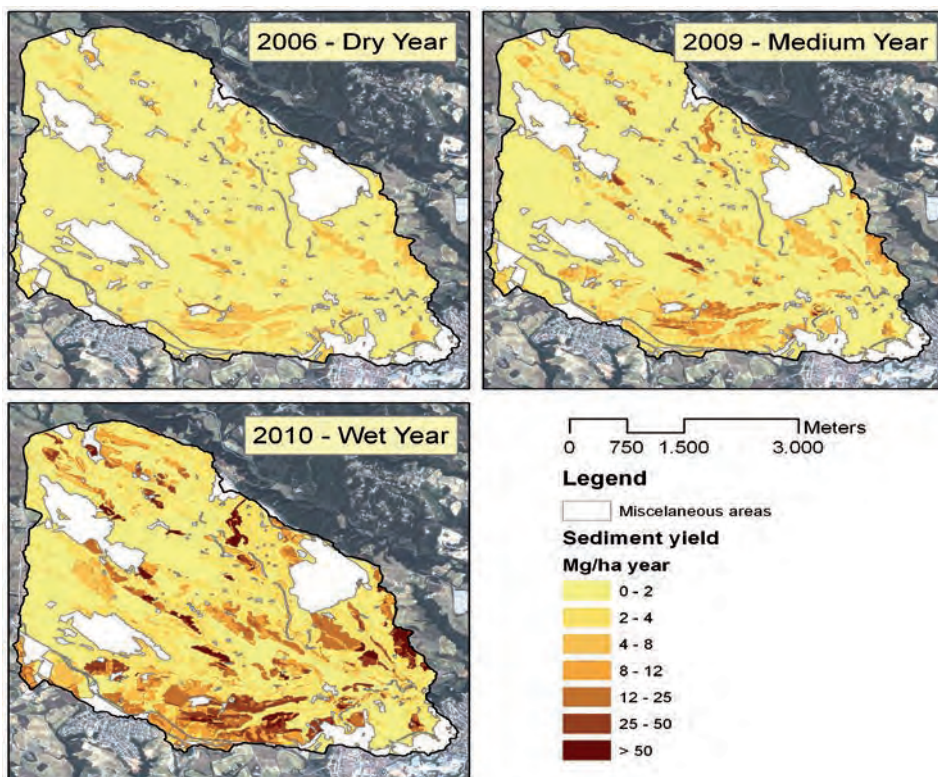 2006 - Dry Year
2009 - Medium Year
2010 - Wet Year
Meters
0 750 1.500 3.000
Legend
Miscelaneous areas
Sediment yield
Mg/ha year
0 - 2
2 - 4
4 - 8
8 - 12
12 - 25
25 - 50
> 50